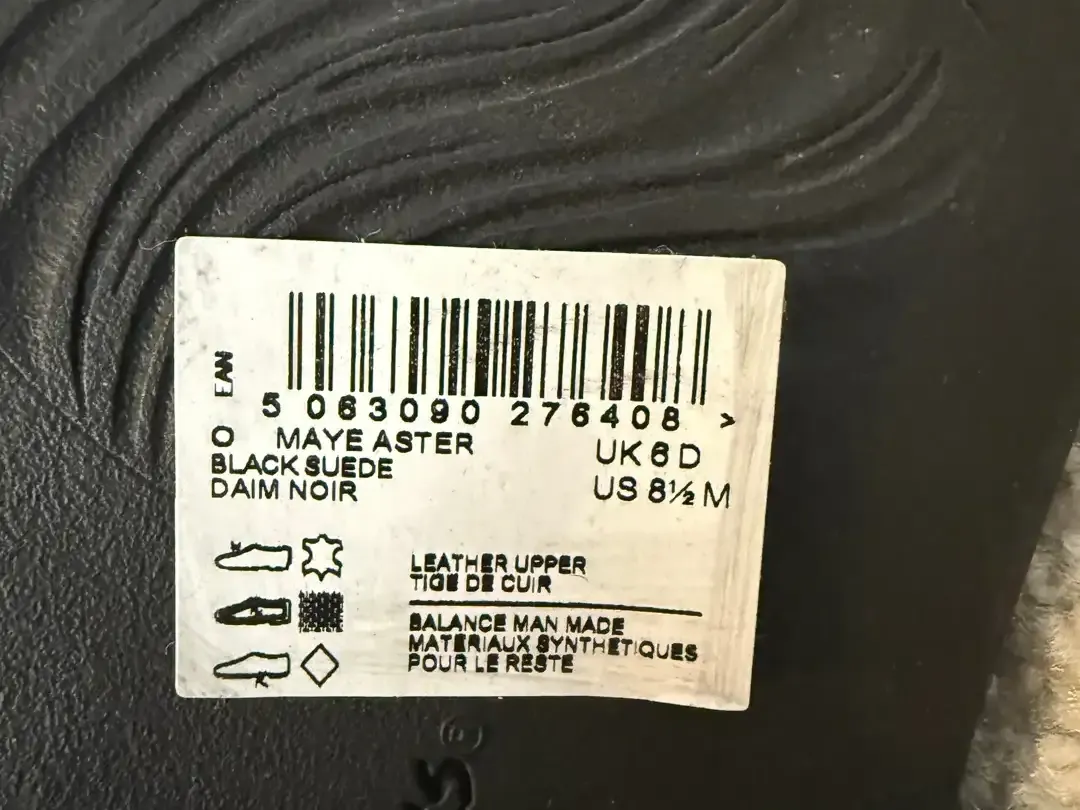 EAN
5 063090 276408 >
O MAYE ASTER UK 6 D
BLACK SUEDE
DAIM NOIR US 8½ M
LEATHER UPPER
TIGE DE CUIR
BALANCE MAN MADE
MATERIAUX SYNTHETIQUES
POUR LE RESTE